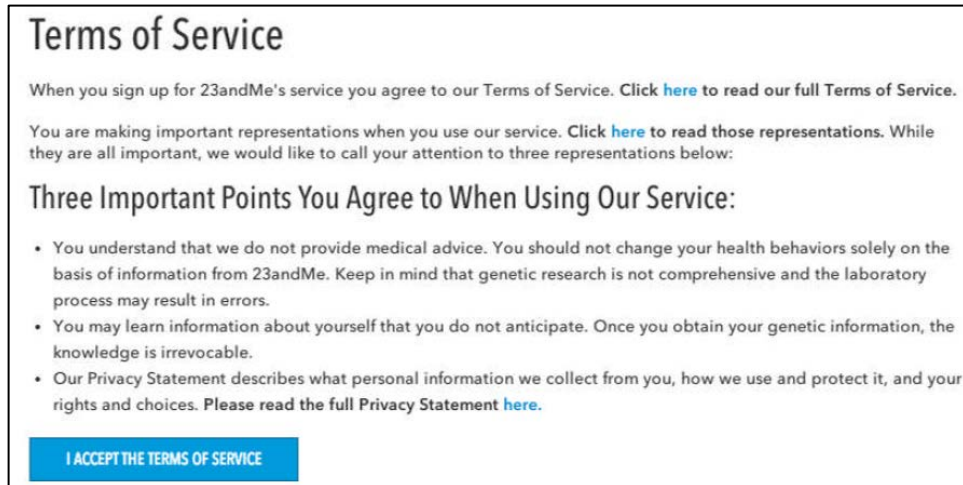 Terms of Service
When you sign up for 23andMe's service you agree to our Terms of Service. Click here to read our full Terms of Service.
You are making important representations when you use our service. Click here to read those representations. While
they are all important, we would like to call your attention to three representations below:
Three Important Points You Agree to When Using Our Service:
• You understand that we do not provide medical advice. You should not change your health behaviors solely on the
basis of information from 23andMe. Keep in mind that genetic research is not comprehensive and the laboratory
process may result in errors.
• You may learn information about yourself that you do not anticipate. Once you obtain your genetic information, the
knowledge is irrevocable.
• Our Privacy Statement describes what personal information we collect from you, how we use and protect it, and your
rights and choices. Please read the full Privacy Statement here.
I ACCEPT THE TERMS OF SERVICE